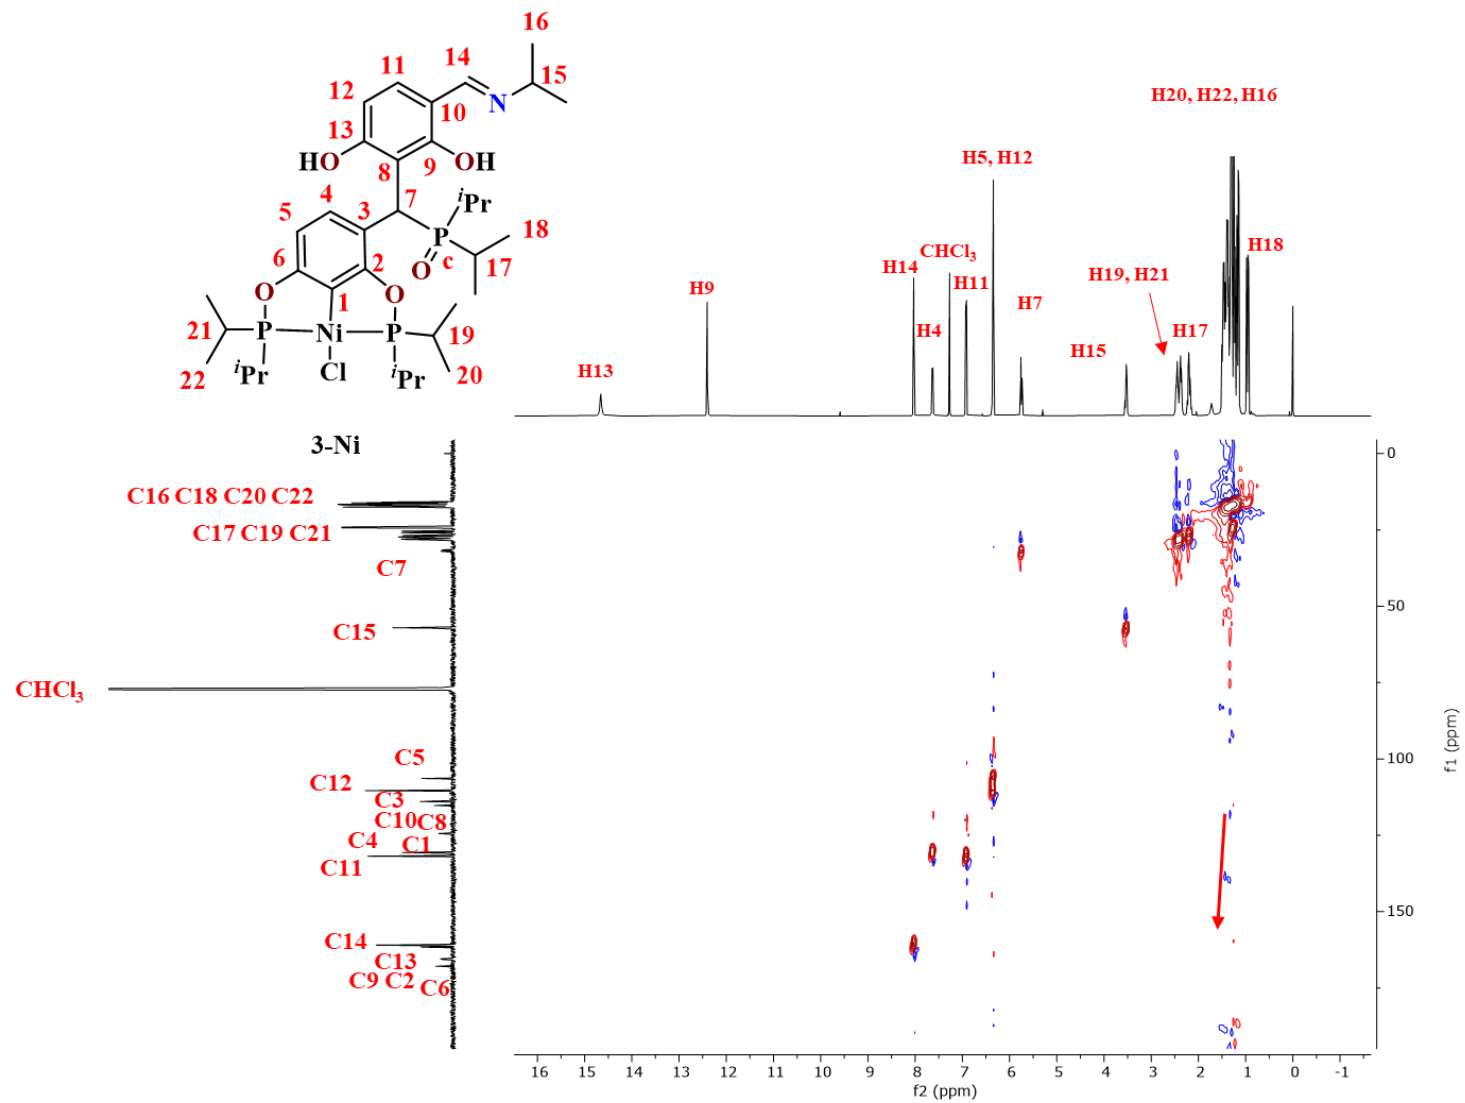 16
14
11
15
12
N
10
13
HO
9
OH
8
4
7
iPr
5
3
18
P
6
2
O
c
17
O
1
O
21
P
Ni
P
19
iPr
Cl
iPr
20
22
3-Ni
H20, H22, H16
H5, H12
CHCl3
H14
H18
H9
H11
H19, H21
H7
H4
H17
H15
H13
C16 C18 C20 C22
C17 C19 C21
C7
C15
CHCl3
C5
C12
C3
C10 C8
C4 C1
C11
C14
C13
C9 C2
C6
0
50
100
150
f1 (ppm)
16 15 14 13 12 11 10 9 8 7 6 5 4 3 2 1 0 -1
f2 (ppm)